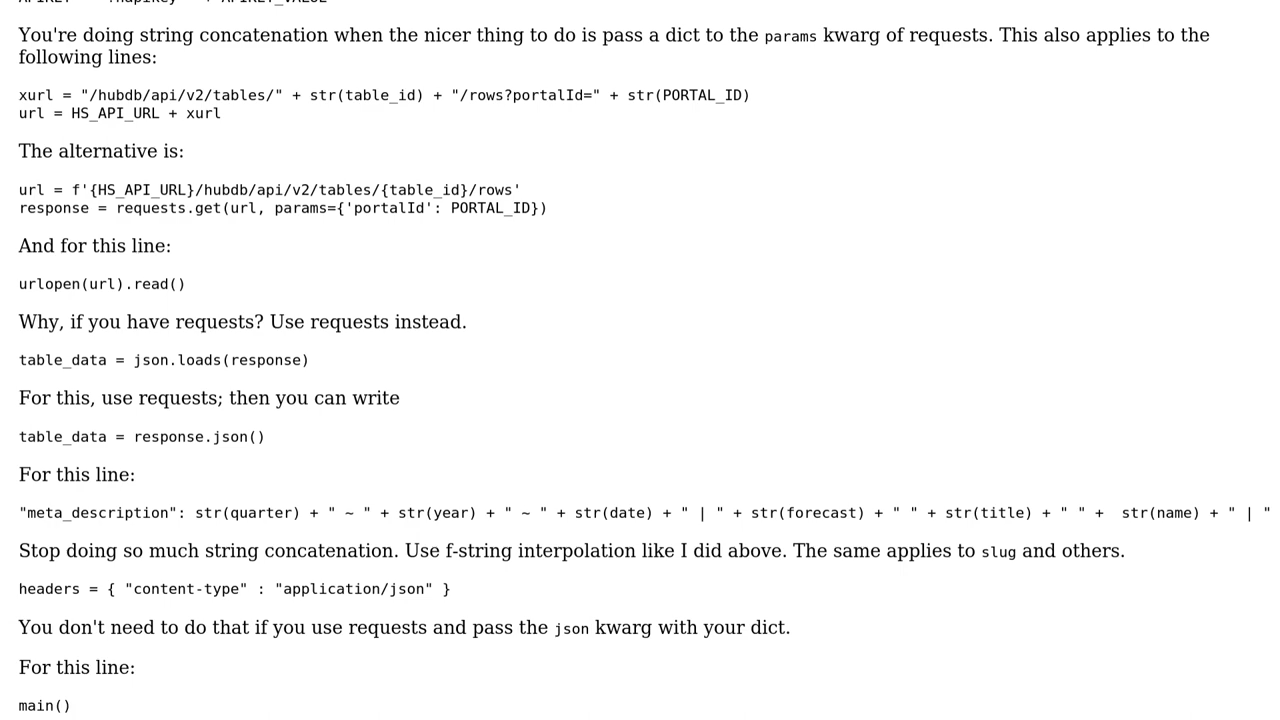 You're doing string concatenation when the nicer thing to do is pass a dict to the params kwarg of requests. This also applies to the
following lines:
xurl = "/hubdb/api/v2/tables/" + str(table_id) + "/rows?portalId=" + str(PORTAL_ID)
url = HS_API_URL + xurl
The alternative is:
url = f'{HS_API_URL}/hubdb/api/v2/tables/{table_id}/rows'
response = requests.get(url, params={'portalId': PORTAL_ID})
And for this line:
urlopen(url).read()
Why, if you have requests? Use requests instead.
table_data = json.loads(response)
For this, use requests; then you can write
table_data = response.json()
For this line:
"meta_description": str(quarter) + " ~ " + str(year) + " ~ " + str(date) + " | " + str(forecast) + " " + str(title) + " " +  str(name) + " | "
Stop doing so much string concatenation. Use f-string interpolation like I did above. The same applies to slug and others.
headers = { "content-type" : "application/json" }
You don't need to do that if you use requests and pass the json kwarg with your dict.
For this line:
main()